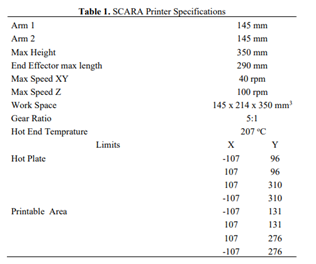 Table 1. SCARA Printer Specifications
Arm 1 145 mm
Arm 2 145 mm
Max Height 350 mm
End Effector max length 290 mm
Max Speed XY 40 rpm
Max Speed Z 100 rpm
Work Space 145 x 214 x 350 mm³
Gear Ratio 5:1
Hot End Temprature 207 °C
Limits X Y
Hot Plate -107 96
107 96
107 310
-107 310
Printable Area -107 131
107 131
107 276
-107 276